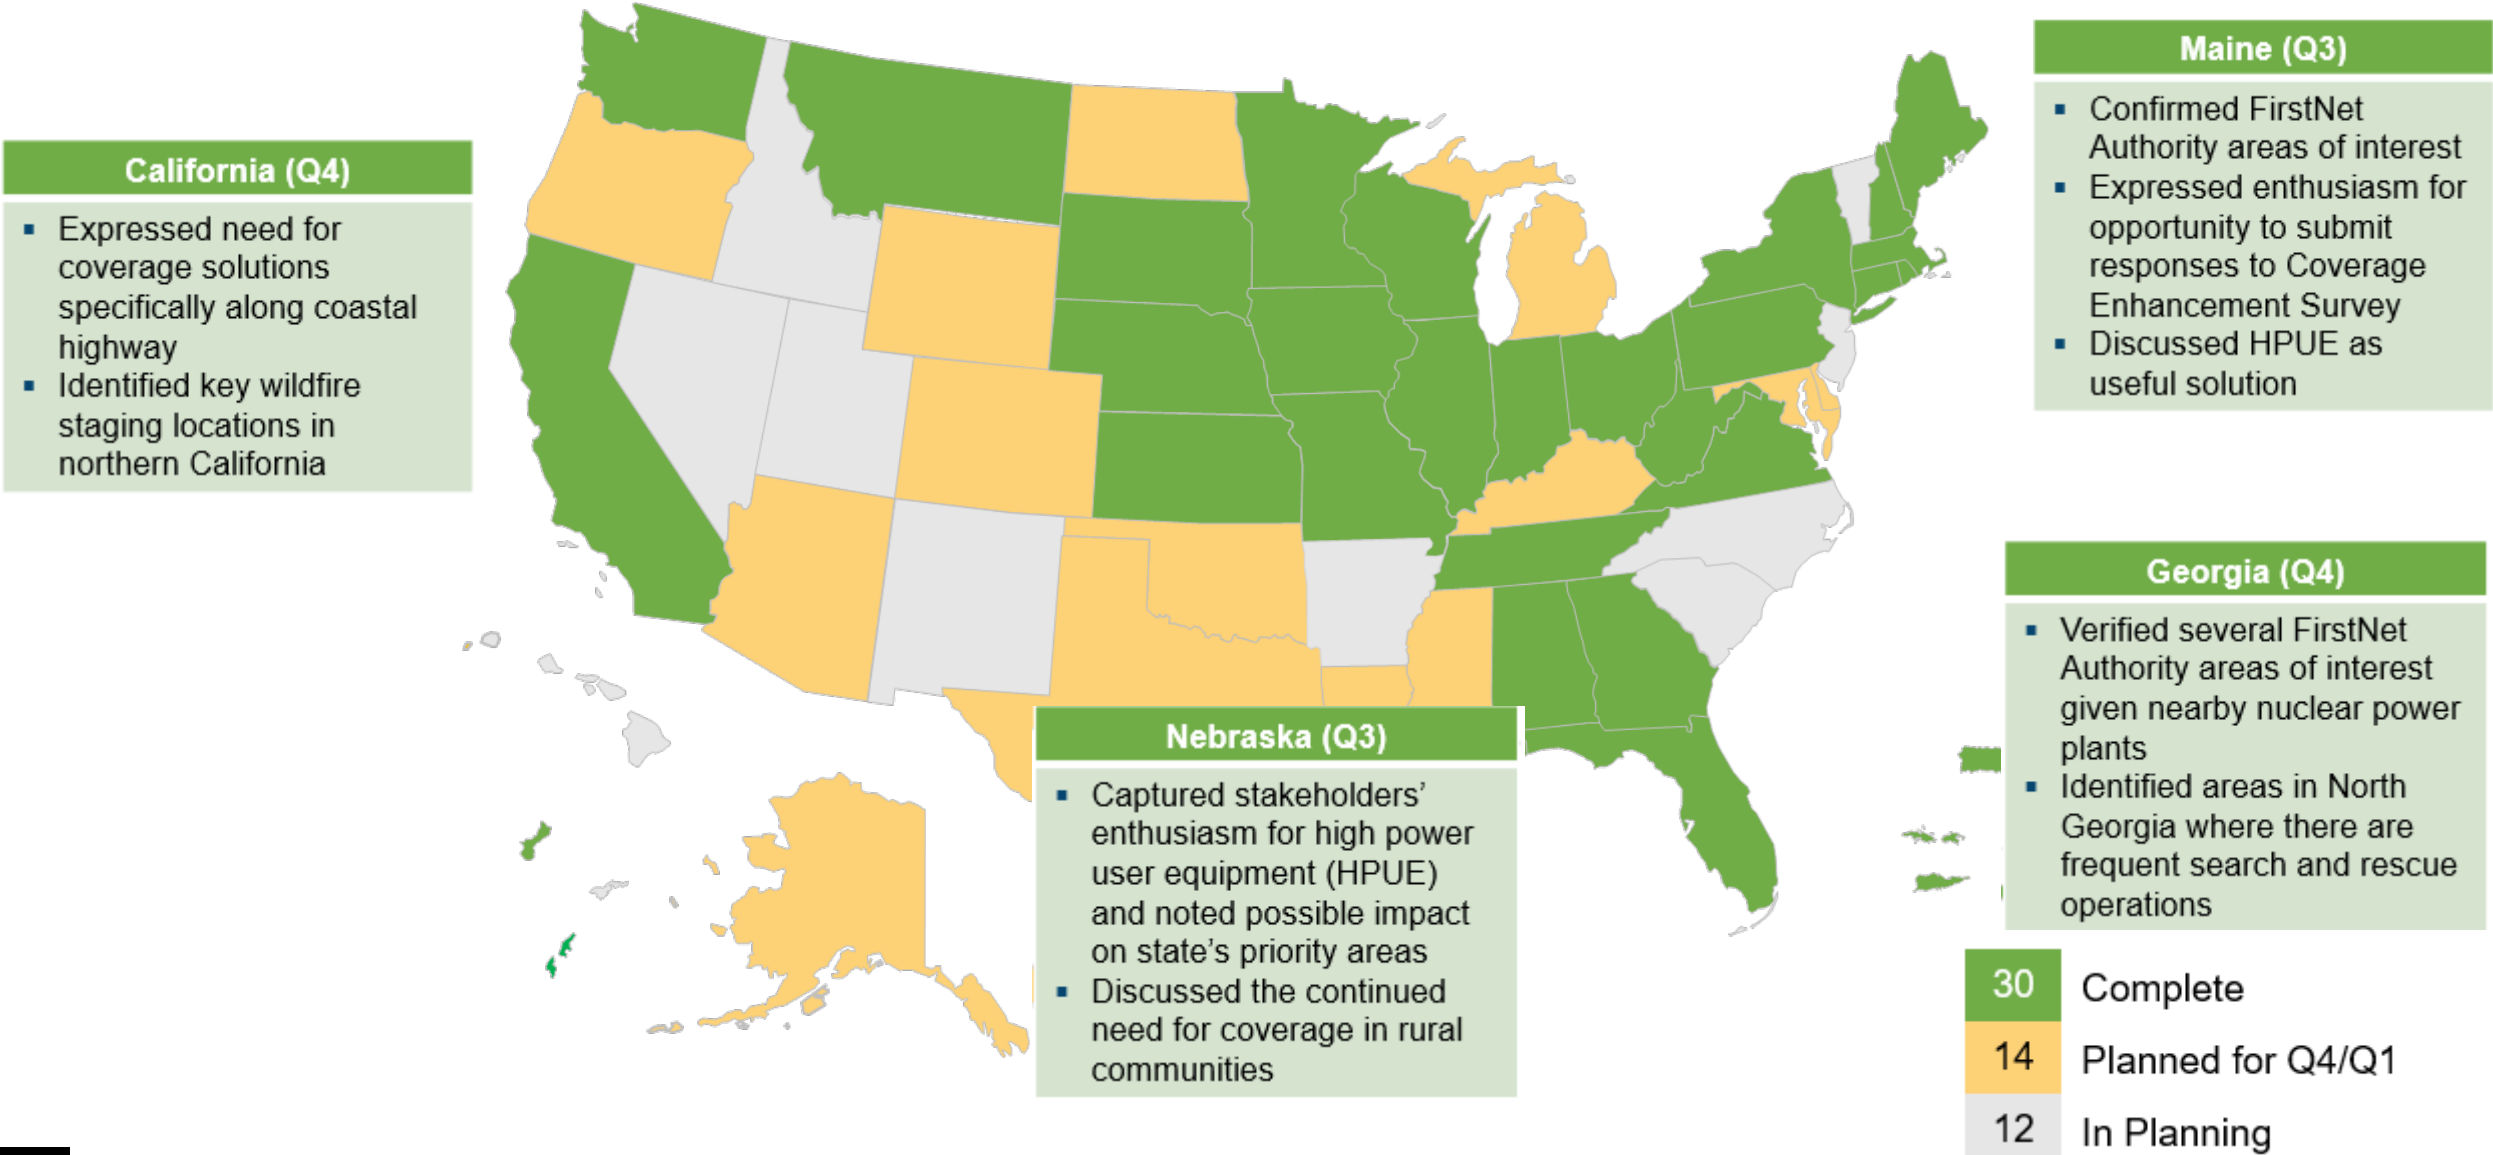 California (Q4)
▪ Expressed need for
coverage solutions
specifically along coastal
highway
▪ Identified key wildfire
staging locations in
northern California
Maine (Q3)
▪ Confirmed FirstNet
Authority areas of interest
▪ Expressed enthusiasm for
opportunity to submit
responses to Coverage
Enhancement Survey
▪ Discussed HPUE as
useful solution
Nebraska (Q3)
▪ Captured stakeholders’
enthusiasm for high power
user equipment (HPUE)
and noted possible impact
on state’s priority areas
▪ Discussed the continued
need for coverage in rural
communities
Georgia (Q4)
▪ Verified several FirstNet
Authority areas of interest
given nearby nuclear power
plants
▪ Identified areas in North
Georgia where there are
frequent search and rescue
operations
30 Complete
14 Planned for Q4/Q1
12 In Planning